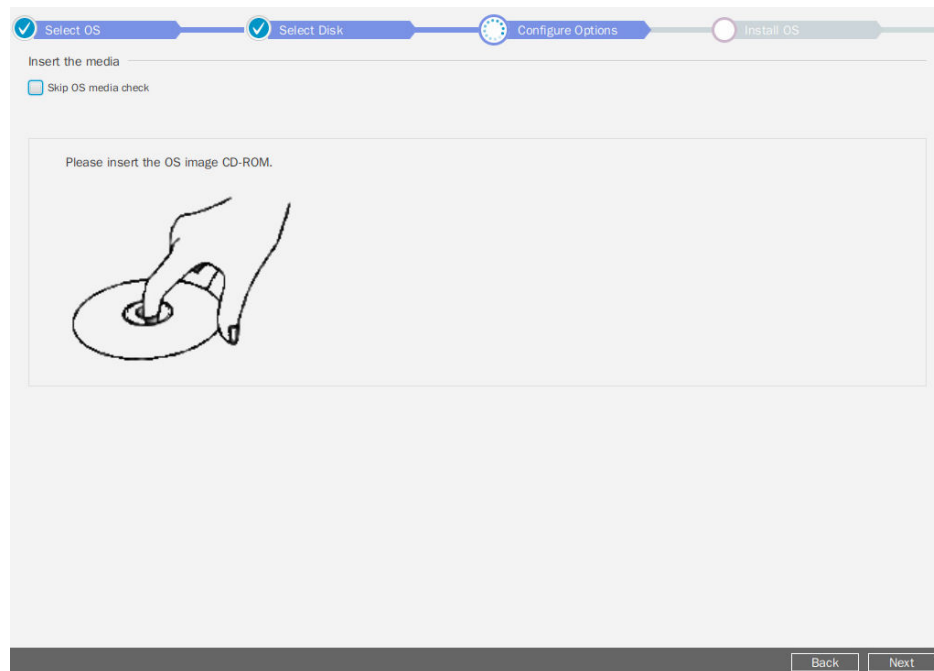 Select OS
Select Disk
Configure Options
Install OS
Insert the media
Skip OS media check
Please insert the OS image CD-ROM.
Back
Next